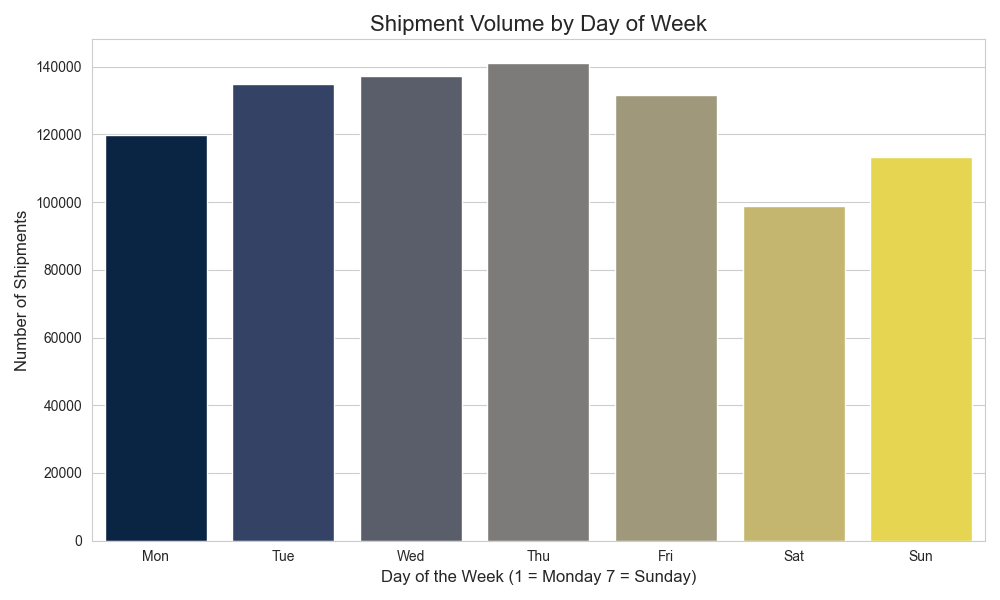 Shipment Volume by Day of Week
Number of Shipments
140000
120000
100000
80000
60000
40000
20000
0
Mon Tue Wed Thu Fri Sat Sun
Day of the Week (1 = Monday 7 = Sunday)